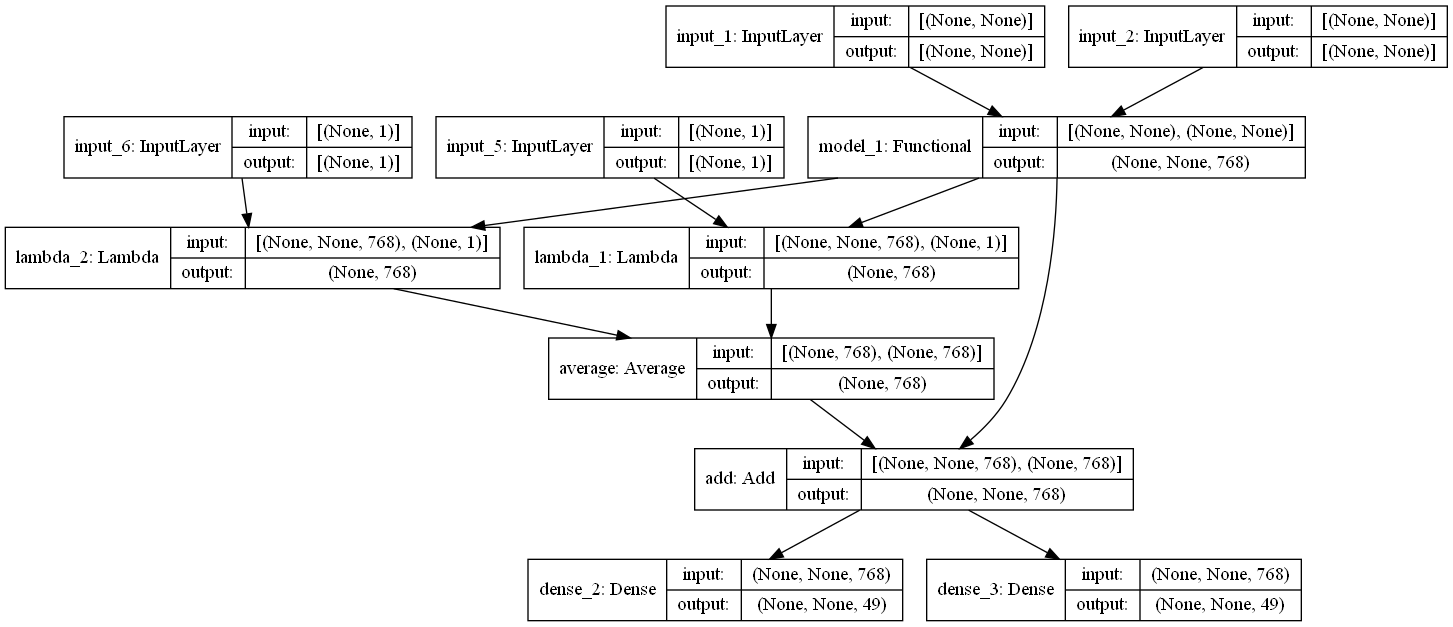 input_1: InputLayer
input:
[(None, None)]
output:
[(None, None)]
input_2: InputLayer
input:
[(None, None)]
output:
[(None, None)]
input_6: InputLayer
input:
[(None, 1)]
output:
[(None, 1)]
input_5: InputLayer
input:
[(None, 1)]
output:
[(None, 1)]
model_1: Functional
input:
[(None, None), (None, None)]
output:
(None, None, 768)
lambda_2: Lambda
input:
[(None, None, 768), (None, 1)]
output:
(None, 768)
lambda_1: Lambda
input:
[(None, None, 768), (None, 1)]
output:
(None, 768)
average: Average
input:
[(None, 768), (None, 768)]
output:
(None, 768)
add: Add
input:
[(None, None, 768), (None, 768)]
output:
(None, None, 768)
dense_2: Dense
input:
(None, None, 768)
output:
(None, None, 49)
dense_3: Dense
input:
(None, None, 768)
output:
(None, None, 49)